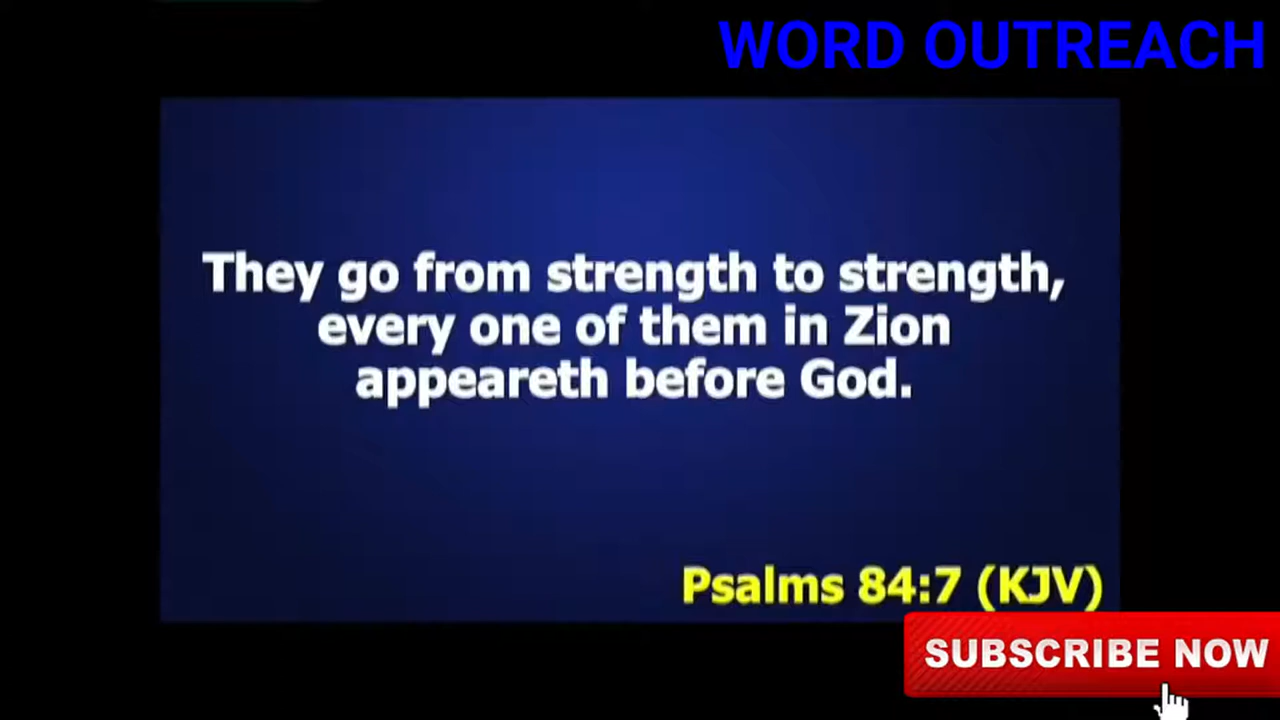 WORD OUTREACH
They go from strength to strength,
every one of them in Zion
appeareth before God.
Psalms 84:7 (KJV)
SUBSCRIBE NOW